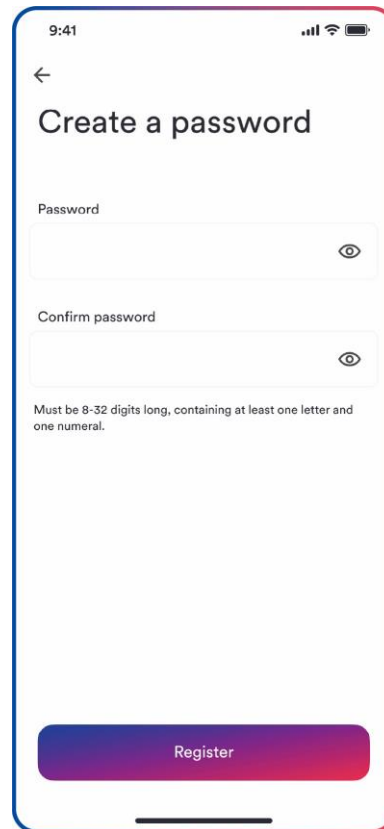 9:41
Create a password
Password
Confirm password
Must be 8-32 digits long, containing at least one letter and
one numeral.
Register